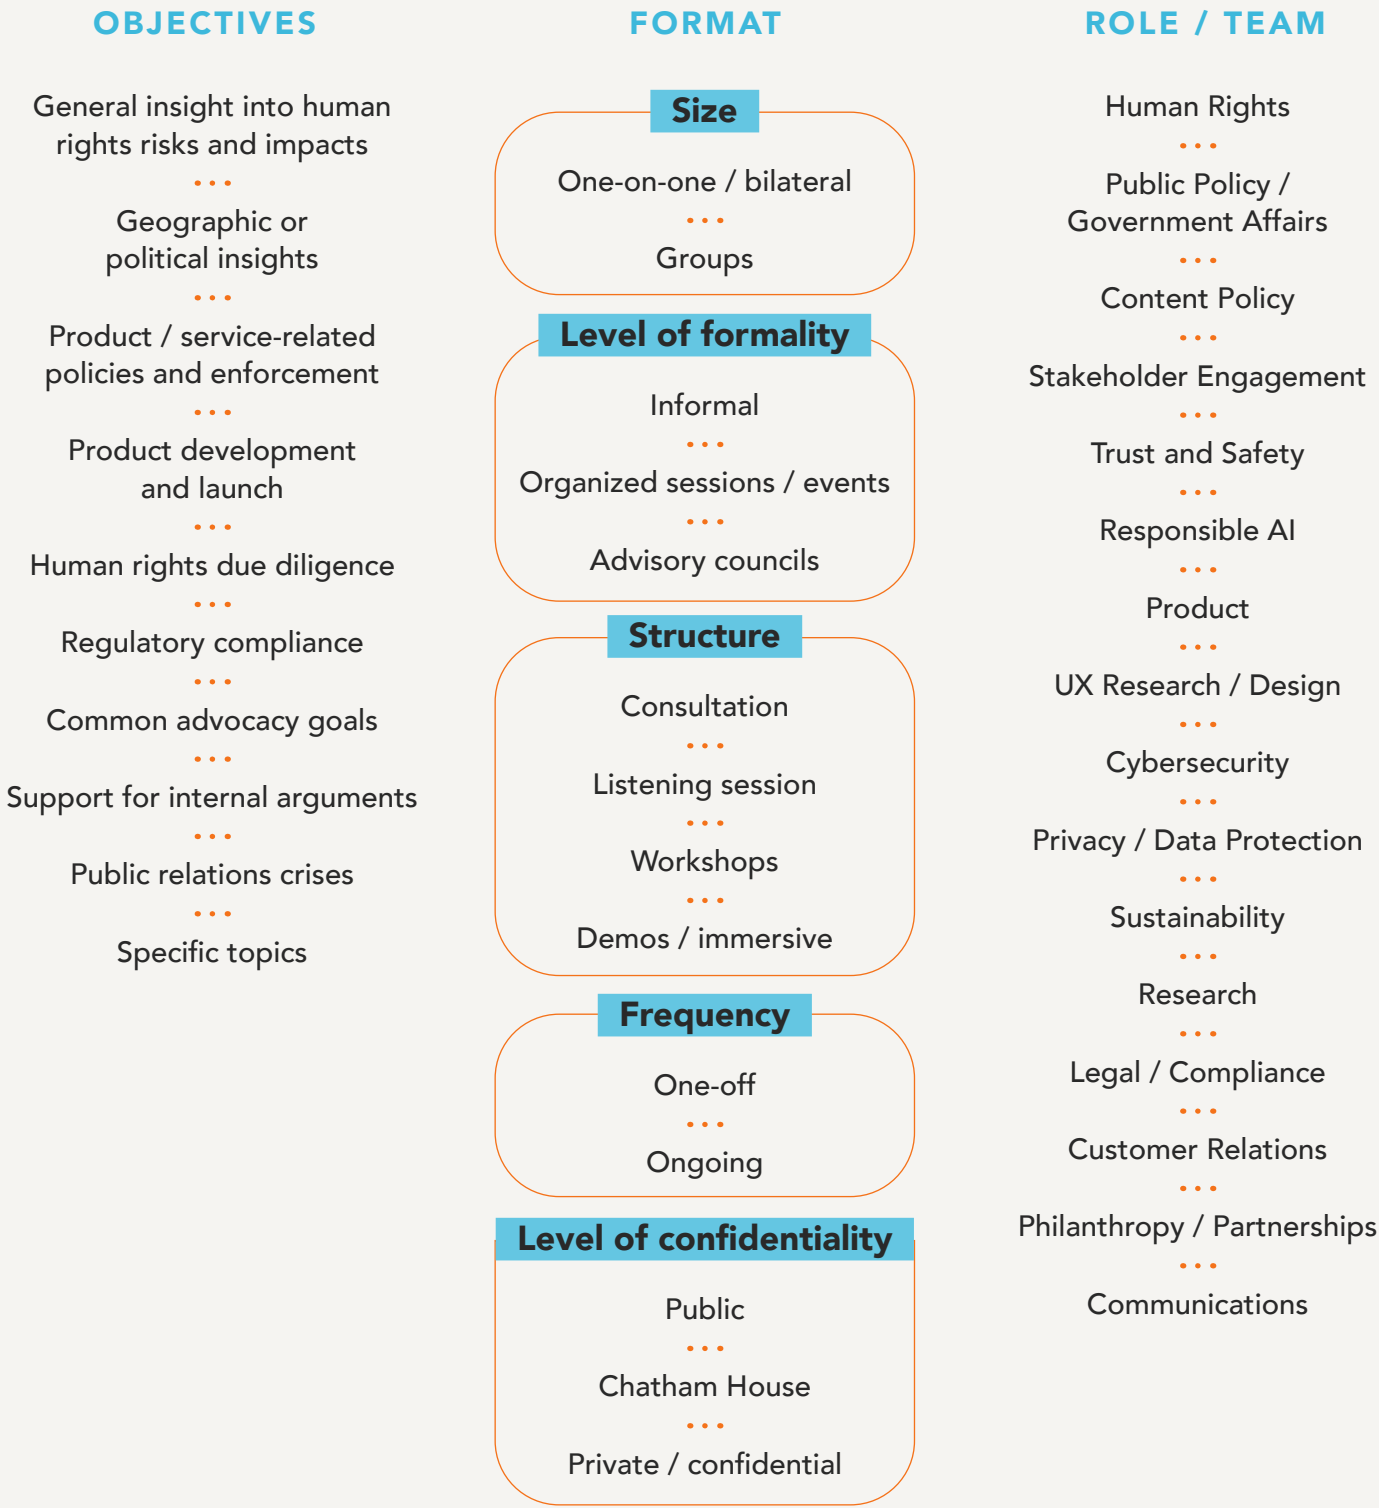 OBJECTIVES
General insight into human
rights risks and impacts
Geographic or
political insights
Product / service-related
policies and enforcement
Product development
and launch
Human rights due diligence
Regulatory compliance
Common advocacy goals
Support for internal arguments
Public relations crises
Specific topics
FORMAT
Size
One-on-one / bilateral
Groups
Level of formality
Informal
Organized sessions / events
Advisory councils
Structure
Consultation
Listening session
Workshops
Demos / immersive
Frequency
One-off
Ongoing
Level of confidentiality
Public
Chatham House
Private / confidential
ROLE / TEAM
Human Rights
Public Policy /
Government Affairs
Content Policy
Stakeholder Engagement
Trust and Safety
Responsible AI
Product
UX Research / Design
Cybersecurity
Privacy / Data Protection
Sustainability
Research
Legal / Compliance
Customer Relations
Philanthropy / Partnerships
Communications